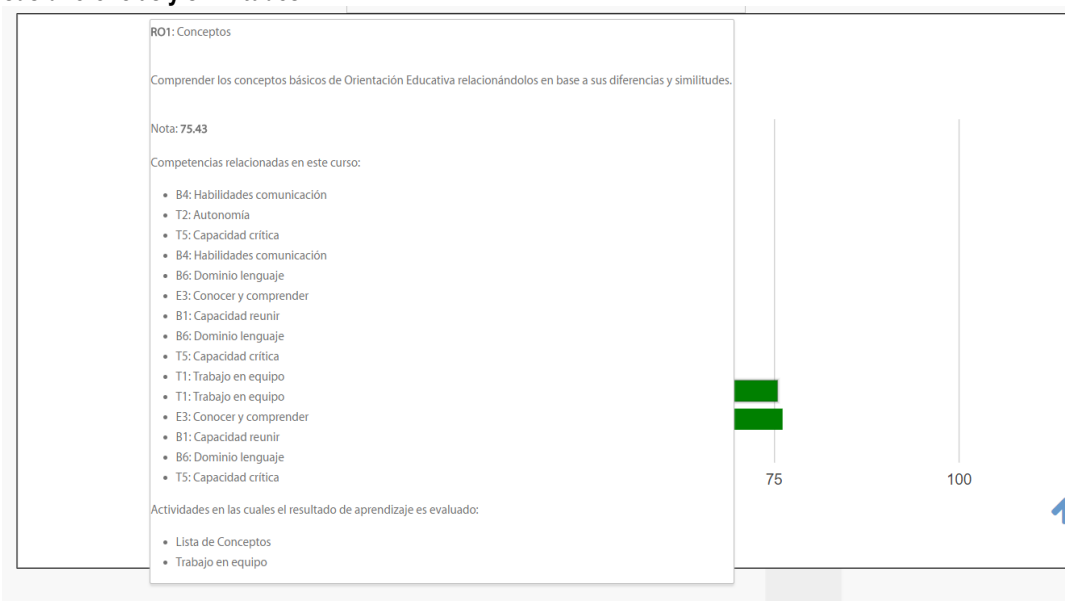 RO1: Conceptos
Comprender los conceptos básicos de Orientación Educativa relacionándolos en base a sus diferencias y similitudes.
Nota: 75.43
Competencias relacionadas en este curso:
• B4: Habilidades comunicación
• T2: Autonomía
• T5: Capacidad crítica
• B4: Habilidades comunicación
• B6: Dominio lenguaje
• E3: Conocer y comprender
• B1: Capacidad reunir
• B6: Dominio lenguaje
• T5: Capacidad crítica
• T1: Trabajo en equipo
• T1: Trabajo en equipo
• E3: Conocer y comprender
• B1: Capacidad reunir
• B6: Dominio lenguaje
• T5: Capacidad crítica
75 100
Actividades en las cuales el resultado de aprendizaje es evaluado:
• Lista de Conceptos
• Trabajo en equipo